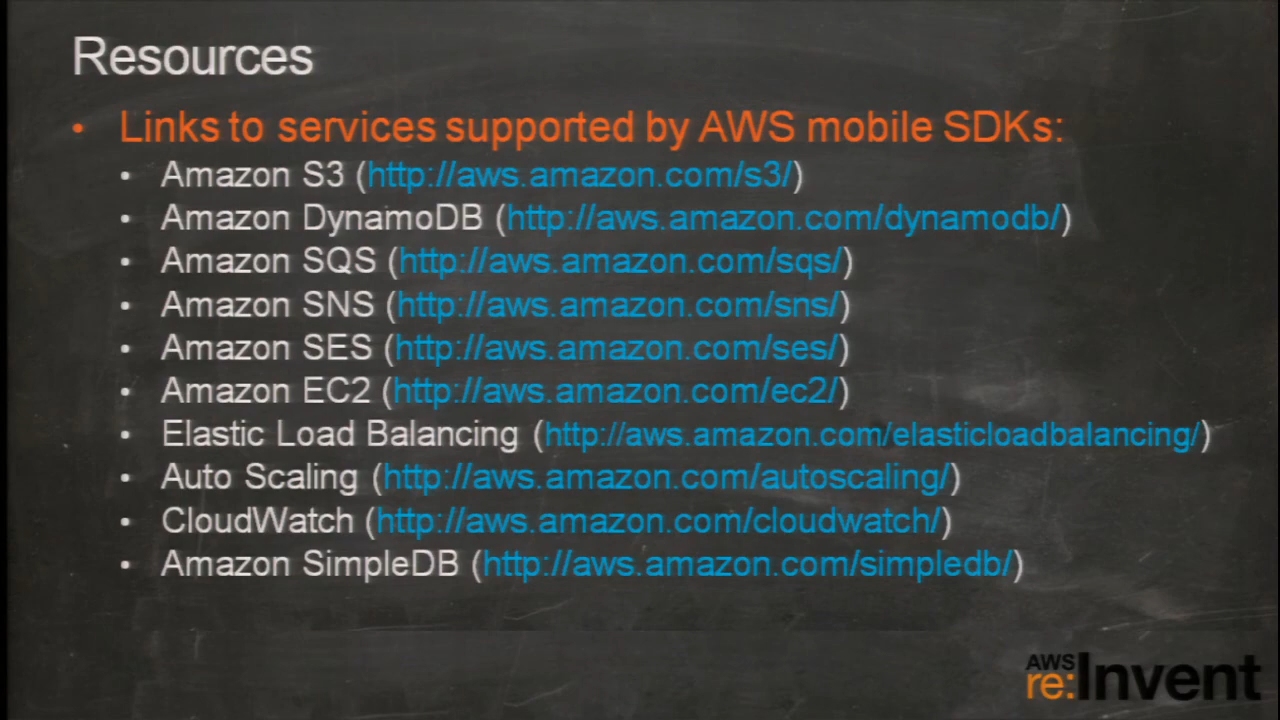 Resources
• Links to services supported by AWS mobile SDKs:
• Amazon S3 (http://aws.amazon.com/s3/)
• Amazon DynamoDB (http://aws.amazon.com/dynamodb/)
• Amazon SQS (http://aws.amazon.com/sqs/)
• Amazon SNS (http://aws.amazon.com/sns/)
• Amazon SES (http://aws.amazon.com/ses/)
• Amazon EC2 (http://aws.amazon.com/ec2/)
• Elastic Load Balancing (http://aws.amazon.com/elasticloadbalancing/)
• Auto Scaling (http://aws.amazon.com/autoscaling/)
• CloudWatch (http://aws.amazon.com/cloudwatch/)
• Amazon SimpleDB (http://aws.amazon.com/simpledb/)
AWS
re:Invent